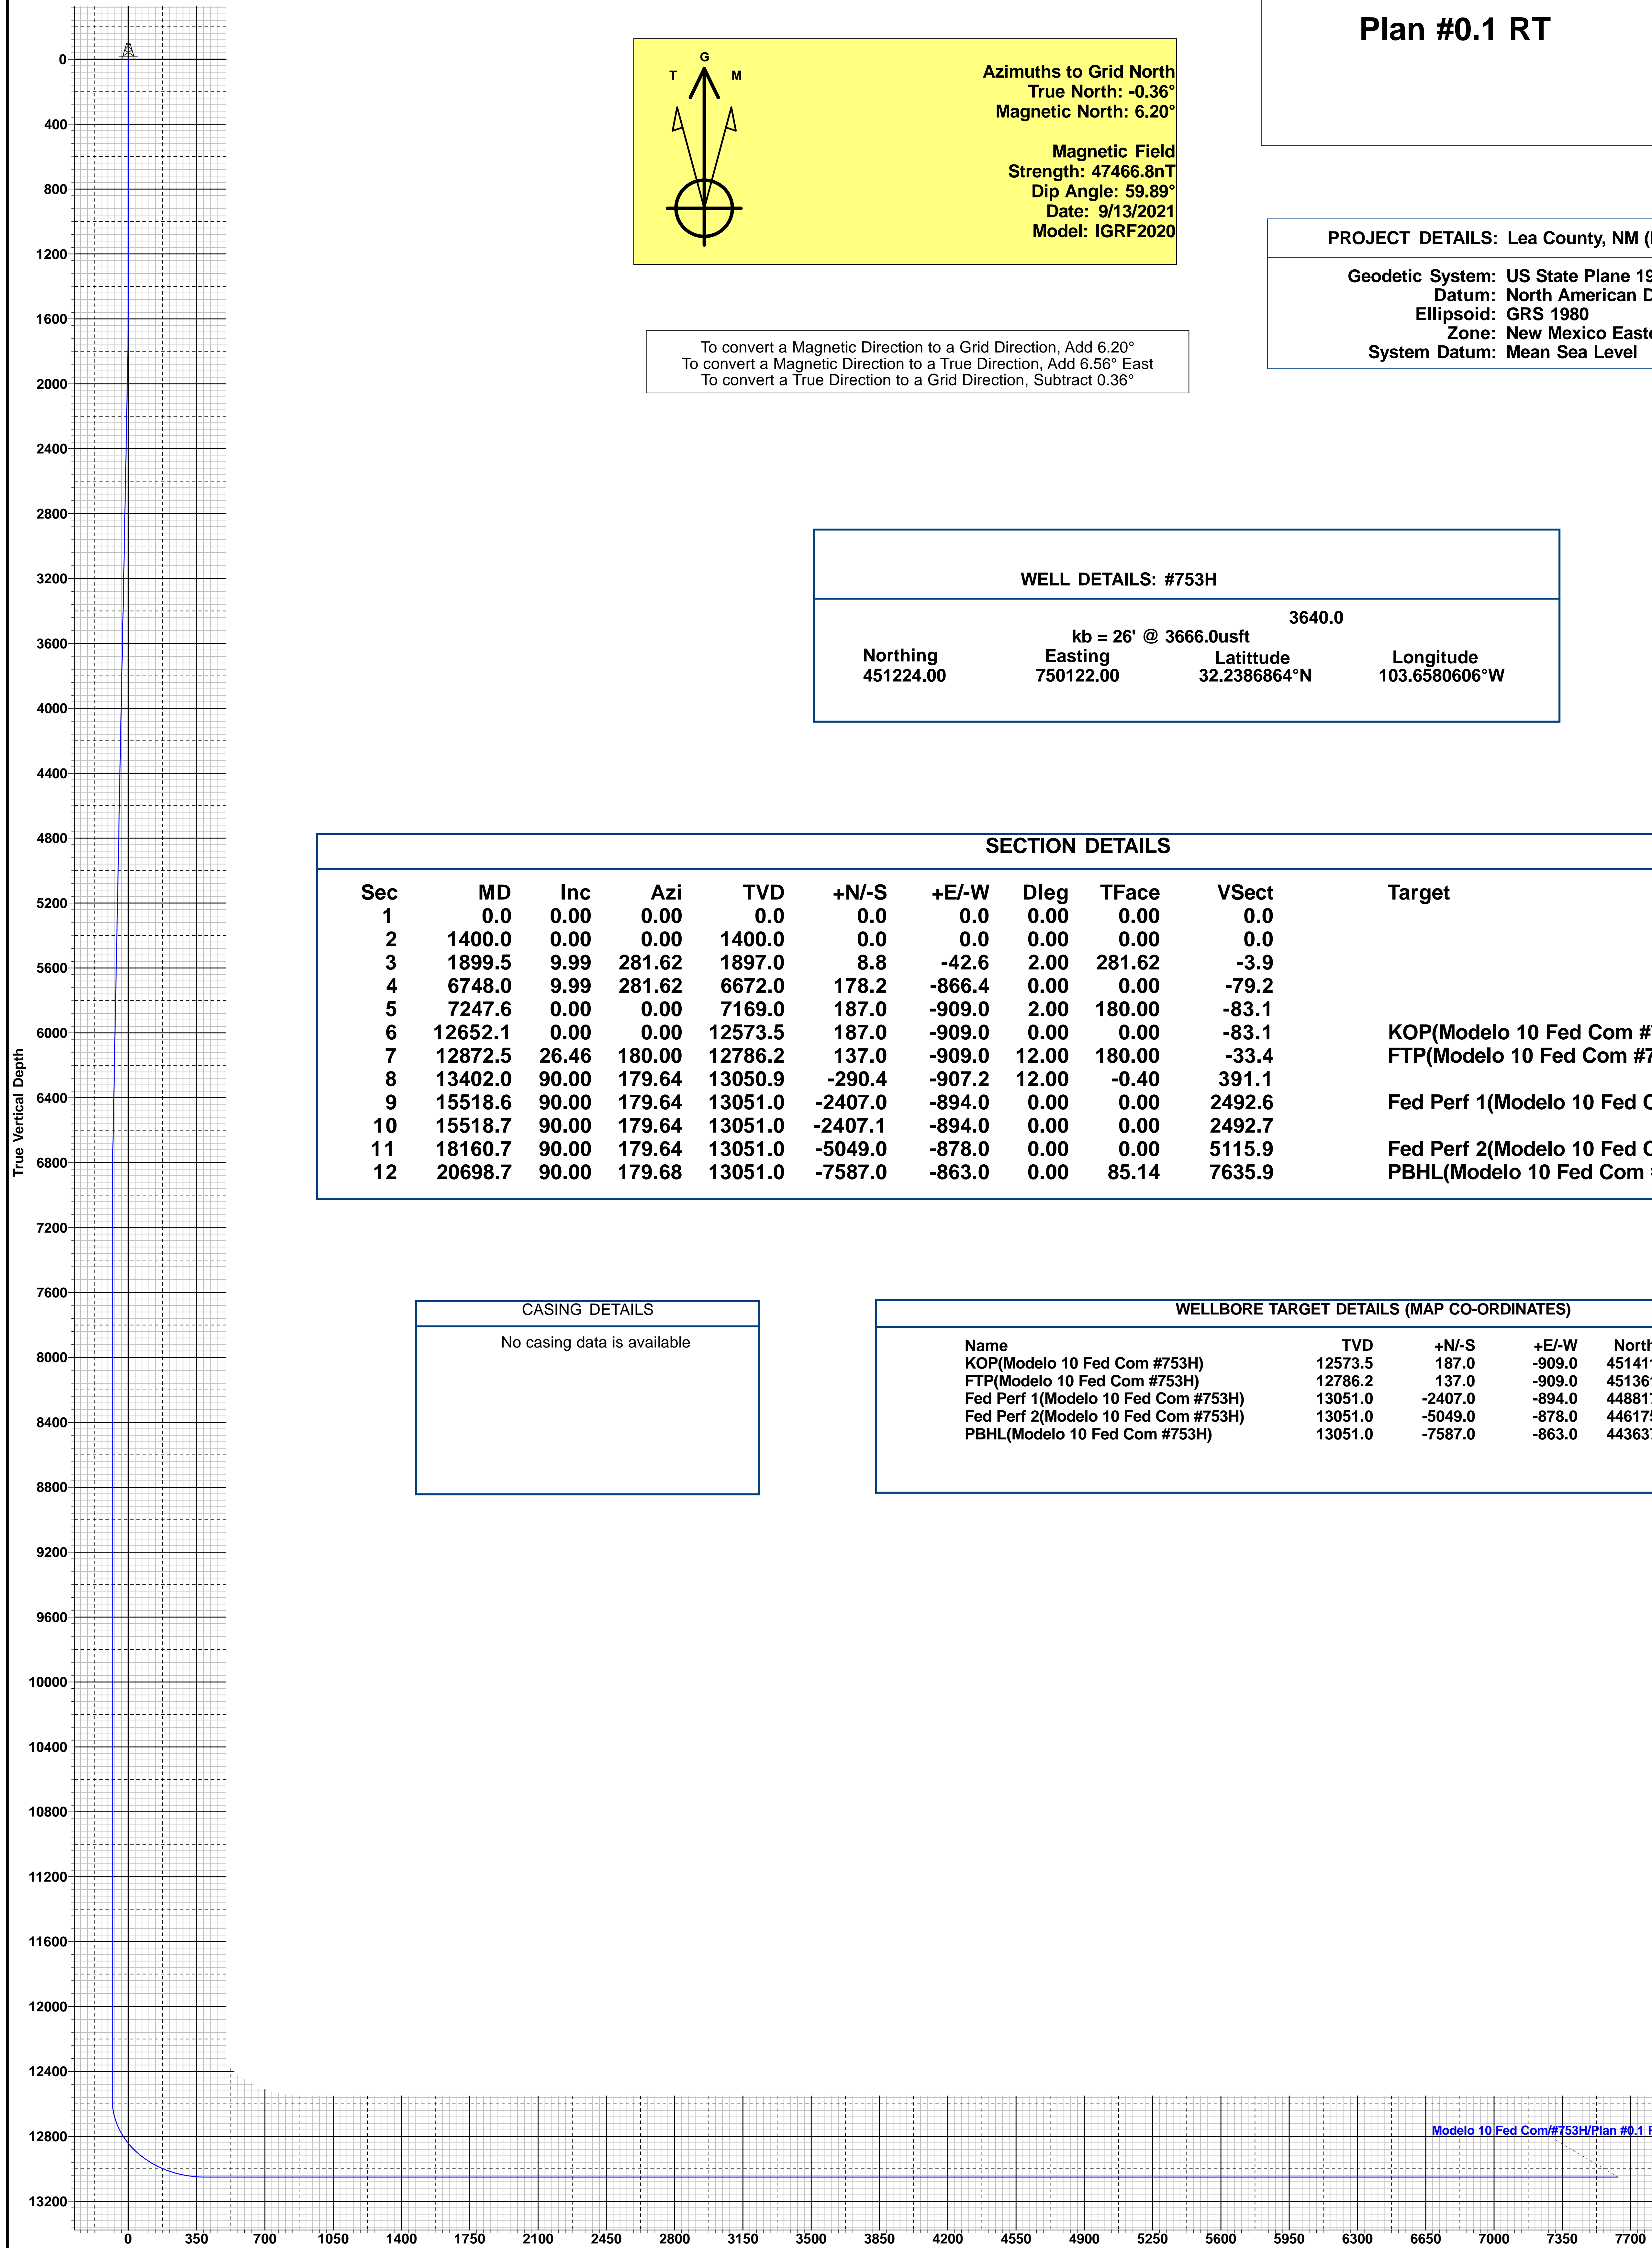 Plan #0.1 RT
T G M
Azimuths to Grid North
True North: -0.36°
Magnetic North: 6.20°
Magnetic Field
Strength: 47466.8nT
Dip Angle: 59.89°
Date: 9/13/2021
Model: IGRF2020
PROJECT DETAILS: Lea County, NM
Geodetic System: US State Plane
Datum: North American
Ellipsoid: GRS 1980
Zone: New Mexico
System Datum: Mean Sea Level
To convert a Magnetic Direction to a Grid Direction, Add 6.20°
To convert a Magnetic Direction to a True Direction, Add 6.56° East
To convert a True Direction to a Grid Direction, Subtract 0.36°
WELL DETAILS: #753H
3640.0
kb = 26' @ 3666.0usft
Northing Easting Latittude Longitude
451224.00 750122.00 32.2386864°N 103.6580606°W
SECTION DETAILS
Sec MD Inc Azi TVD +N/-S +E/-W Dleg TFace VSect Target
1 0.0 0.00 0.00 0.0 0.0 0.0 0.00 0.00 0.0
2 1400.0 0.00 0.00 1400.0 0.0 0.0 0.00 0.00 0.0
3 1899.5 9.99 281.62 1897.0 8.8 -42.6 2.00 281.62 -3.9
4 6748.0 9.99 281.62 6672.0 178.2 -866.4 0.00 0.00 -79.2
5 7247.6 0.00 0.00 7169.0 187.0 -909.0 2.00 180.00 -83.1
6 12652.1 0.00 0.00 12573.5 187.0 -909.0 0.00 0.00 -83.1 KOP(Modelo 10 Fed Com
7 12872.5 26.46 180.00 12786.2 137.0 -909.0 12.00 180.00 -33.4 FTP(Modelo 10 Fed Com
8 13402.0 90.00 179.64 13050.9 -290.4 -907.2 12.00 -0.40 391.1
9 15518.6 90.00 179.64 13051.0 -2407.0 -894.0 0.00 0.00 2492.6 Fed Perf 1(Modelo 10 Fed
10 15518.7 90.00 179.64 13051.0 -2407.1 -894.0 0.00 0.00 2492.7
11 18160.7 90.00 179.64 13051.0 -5049.0 -878.0 0.00 0.00 5115.9 Fed Perf 2(Modelo 10 Fed
12 20698.7 90.00 179.68 13051.0 -7587.0 -863.0 0.00 85.14 7635.9 PBHL(Modelo 10 Fed Com
CASING DETAILS
No casing data is available
WELLBORE TARGET DETAILS (MAP CO-ORDINATES)
Name TVD +N/-S +E/-W
KOP(Modelo 10 Fed Com #753H) 12573.5 187.0 -909.0
FTP(Modelo 10 Fed Com #753H) 12786.2 137.0 -909.0
Fed Perf 1(Modelo 10 Fed Com #753H) 13051.0 -2407.0 -894.0
Fed Perf 2(Modelo 10 Fed Com #753H) 13051.0 -5049.0 -878.0
PBHL(Modelo 10 Fed Com #753H) 13051.0 -7587.0 -863.0
True Vertical Depth
0
400
800
1200
1600
2000
2400
2800
3200
3600
4000
4400
4800
5200
5600
6000
6400
6800
7200
7600
8000
8400
8800
9200
9600
10000
10400
10800
11200
11600
12000
12400
12800
13200
Modelo 10 Fed Com/#753H/Plan #0.1
0 350 700 1050 1400 1750 2100 2450 2800 3150 3500 3850 4200 4550 4900 5250 5600 5950 6300 6650 7000 7350 7700